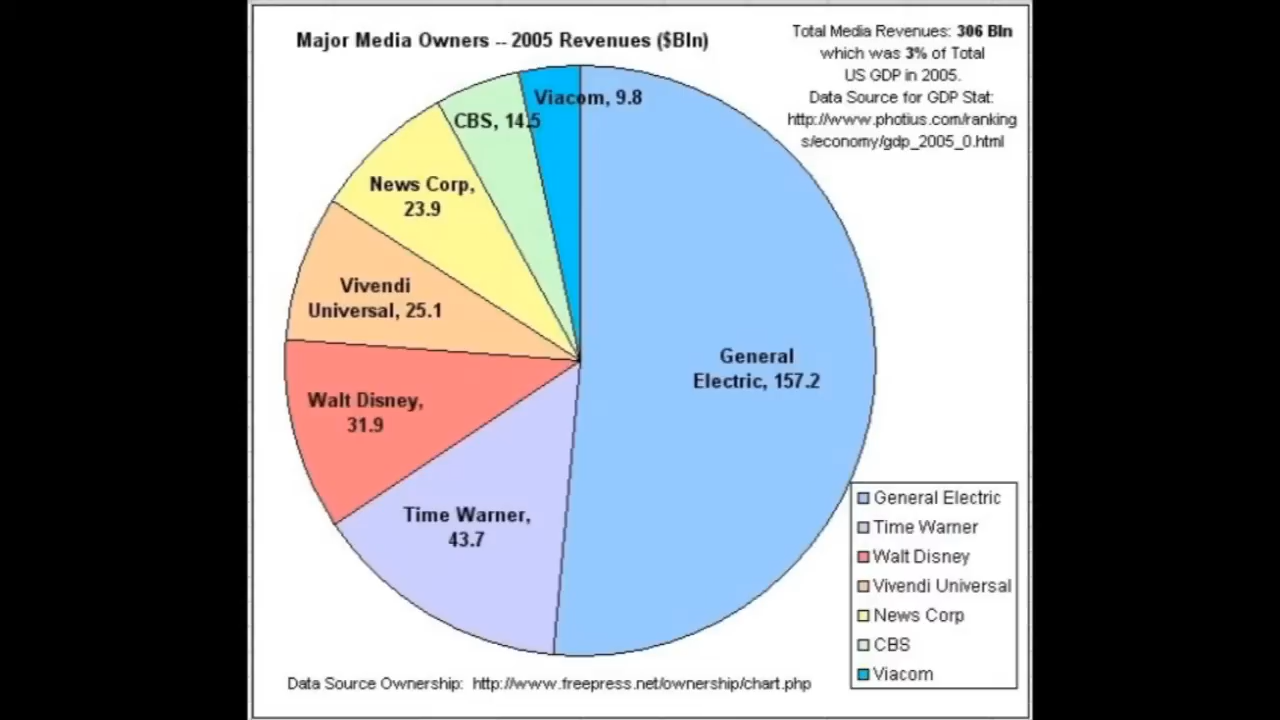 Major Media Owners -- 2005 Revenues ($Bln)
Total Media Revenues: 306 Bln
which was 3% of Total
US GDP in 2005.
Data Source for GDP Stat:
http://www.photius.com/ranking
s/economy/gdp_2005_0.html
Viacom, 9.8
CBS, 14.5
News Corp,
23.9
Vivendi
Universal, 25.1
General
Electric, 157.2
Walt Disney,
31.9
Time Warner,
43.7
General Electric
Time Warner
Walt Disney
Vivendi Universal
News Corp
CBS
Viacom
Data Source Ownership: http://www.freepress.net/ownership/chart.php